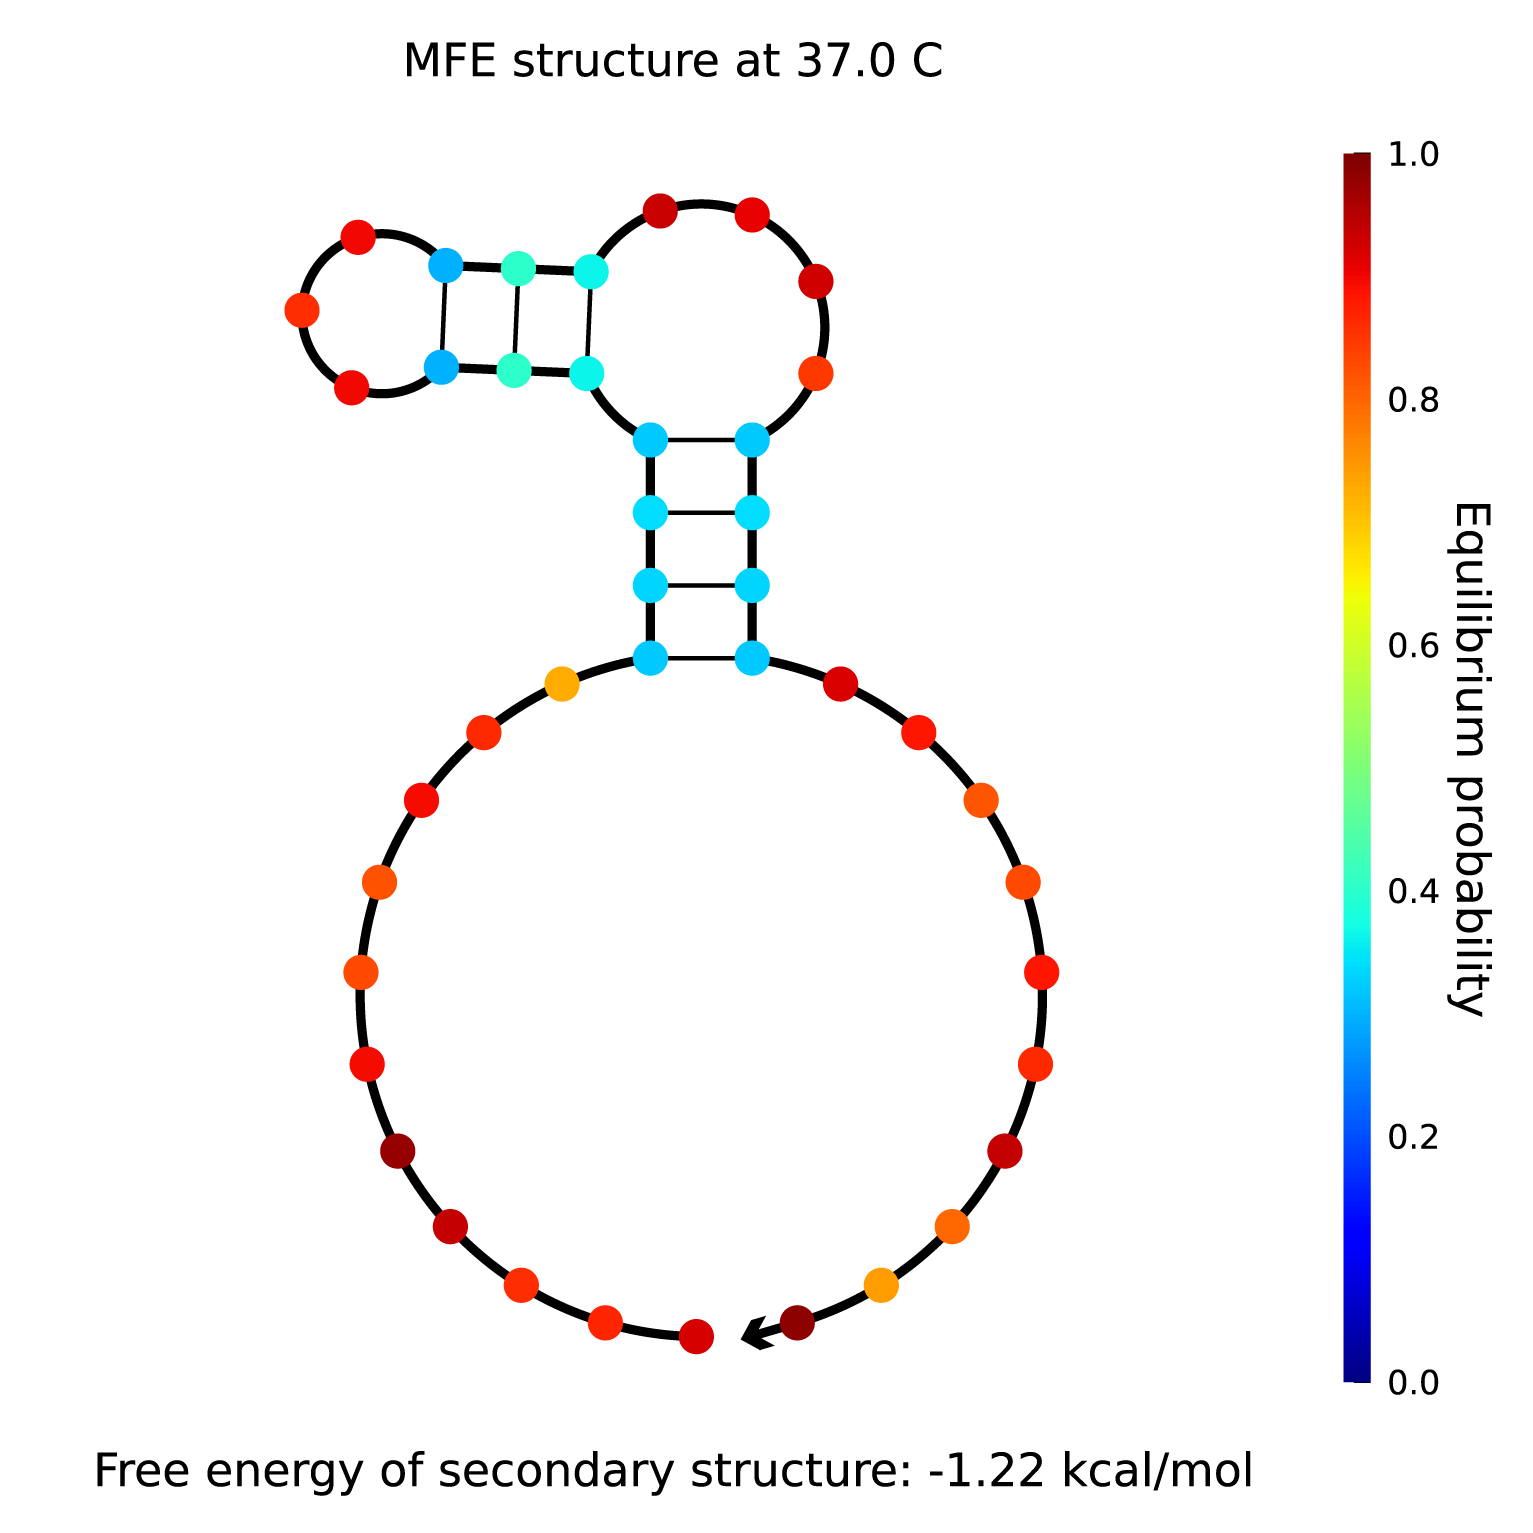 MFE structure at 37.0 C
1.0
0.8
0.6
0.4
0.2
0.0
Equilibrium probability
Free energy of secondary structure: -1.22 kcal/mol